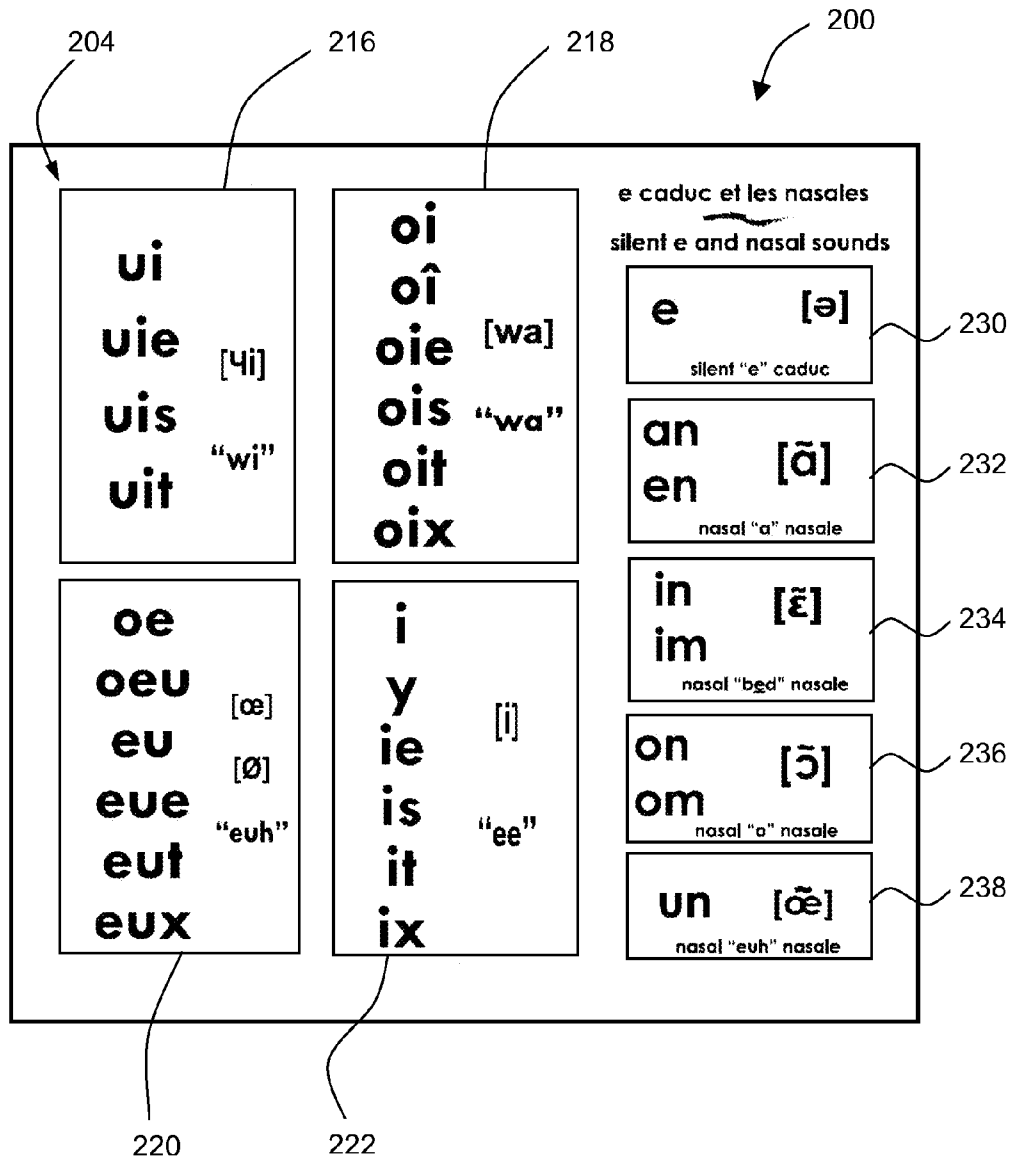 200
204
216
218
ui
uie
uis
uit
[ɥi]
“wi”
oi
oî
oie
ois
oit
oix
[wa]
“wa”
e caduc et les nasales
silent e and nasal sounds
e [ə]
silent “e” caduc
230
an
en
[ɑ̃]
nasal “a” nasale
232
in
im
[ɛ̃]
nasal “bed” nasale
234
on
om
[ɔ̃]
nasal “o” nasale
236
un [œ̃]
nasal “euh” nasale
238
oe
oeu
eu
eue
eut
eux
[œ]
[Ø]
“euh”
i
y
ie
is
it
ix
[i]
“ee”
220
222